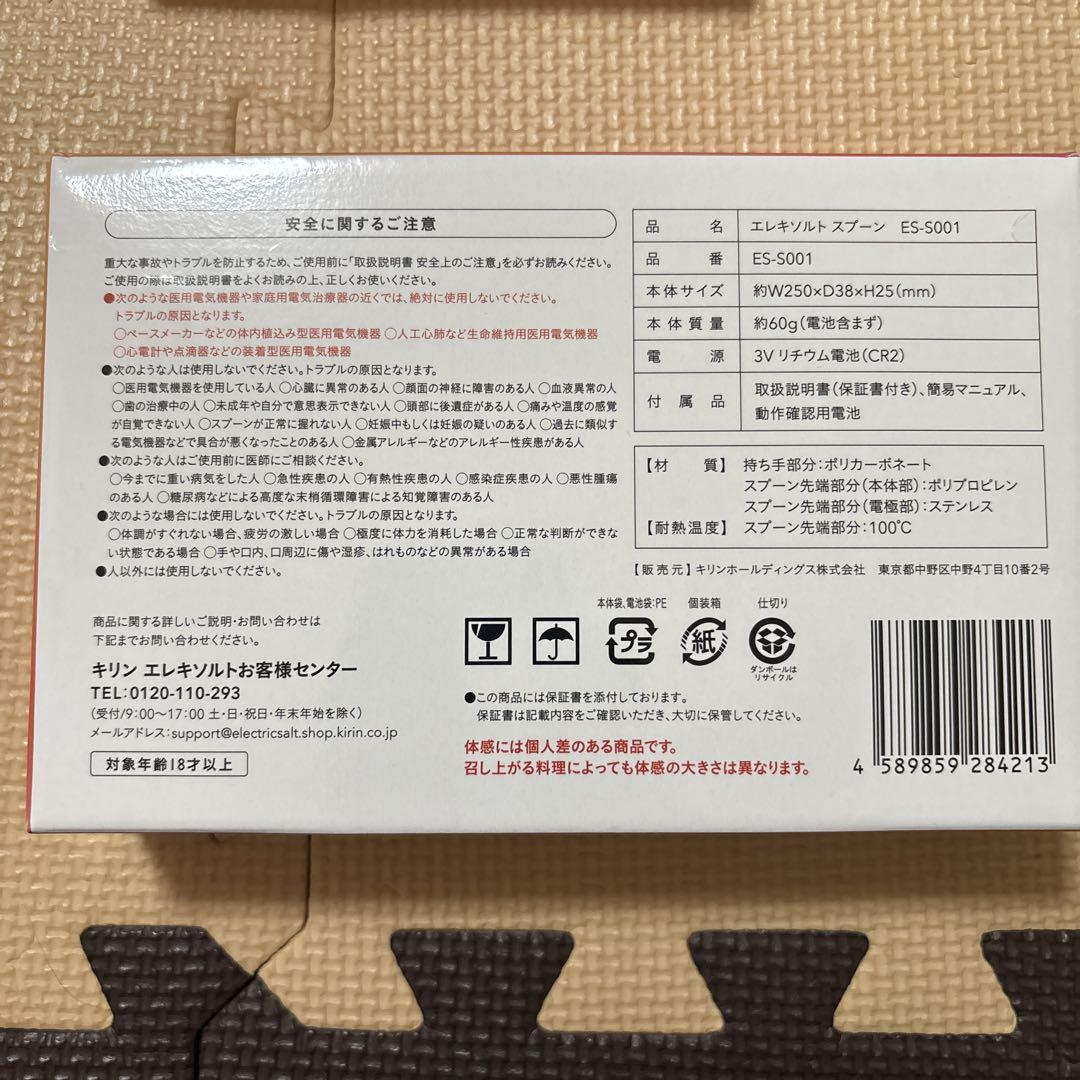 安全に関するご注意
重大な事故やトラブルを防止するため、ご使用前に「取扱説明書 安全上のご注意」を必ずお読みください。
ご使用の際は取扱説明書をよくお読みの上、正しくお使いください。
●次のような医用電気機器や家庭用電気治療器の近くでは、絶対に使用しないでください。
トラブルの原因となります。
○ペースメーカーなどの体内植込み型医用電気機器 ○人工心肺など生命維持用医用電気機器
○心電計や点滴器などの装着型医用電気機器
●次のような人は使用しないでください。トラブルの原因となります。
○医用電気機器を使用している人 ○心臓に異常のある人 ○顔面の神経に障害のある人 ○血液異常の人
○歯の治療中の人 ○未成年や自分で意思表示できない人 ○頭部に後遺症がある人 ○痛みや温度の感覚
が自覚できない人 ○スプーンが正常に握れない人 ○妊娠中もしくは妊娠の疑いのある人 ○過去に類似す
る電気機器などで具合が悪くなったことのある人 ○金属アレルギーなどのアレルギー性疾患がある人
●次のような人はご使用前に医師にご相談ください。
○今までに重い病気をした人 ○急性疾患の人 ○有熱性疾患の人 ○感染症疾患の人 ○悪性腫瘍
のある人 ○糖尿病などによる高度な末梢循環障害による知覚障害のある人
●次のような場合には使用しないでください。トラブルの原因となります。
○体調がすぐれない場合、疲労の激しい場合 ○極度に体力を消耗した場合 ○正常な判断ができな
い状態である場合 ○手や口内、口周辺に傷や湿疹、はれものなどの異常がある場合
●人以外には使用しないでください。
商品に関する詳しいご説明・お問い合わせは
下記までお問い合わせください。
キリン エレキソルトお客様センター
TEL:0120-110-293
(受付/9:00〜17:00 土・日・祝日・年末年始を除く)
メールアドレス:support@electricsalt.shop.kirin.co.jp
対象年齢18才以上
品名 エレキソルト スプーン ES-S001
品番 ES-S001
本体サイズ 約W250×D38×H25(mm)
本体質量 約60g(電池含まず)
電源 3V リチウム電池(CR2)
付属品 取扱説明書(保証書付き)、簡易マニュアル、
動作確認用電池
【材質】持ち手部分:ポリカーボネート
スプーン先端部分(本体部):ポリプロピレン
スプーン先端部分(電極部):ステンレス
【耐熱温度】スプーン先端部分:100℃
【販売元】キリンホールディングス株式会社 東京都中野区中野4丁目10番2号
本体袋、電池袋:PE 個装箱 仕切り
プラ 紙
ダンボールは
リサイクル
●この商品には保証書を添付しております。
保証書は記載内容をご確認いただき、大切に保管してください。
体感には個人差のある商品です。
召し上がる料理によっても体感の大きさは異なります。
4 589859 284213